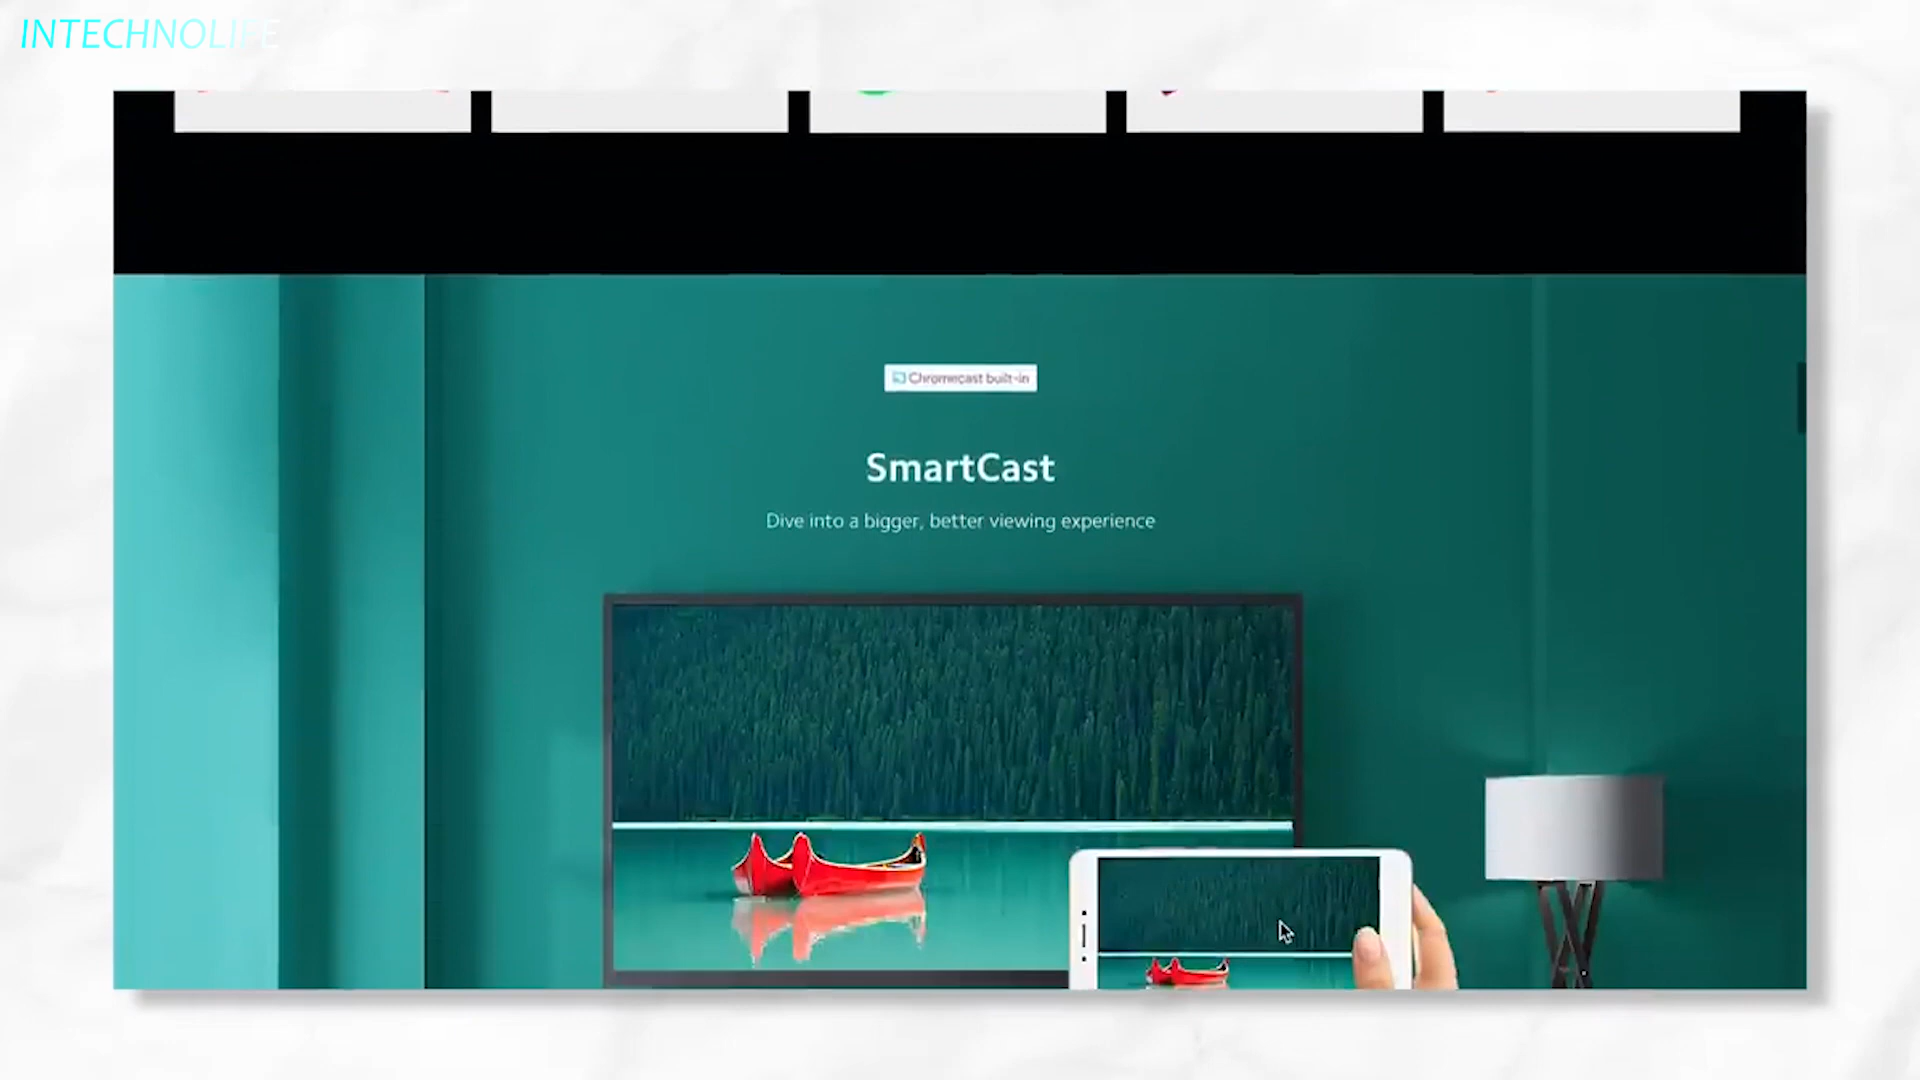 INTECHNOLIFE
Chromecast built-in
SmartCast
Dive into a bigger, better viewing experience